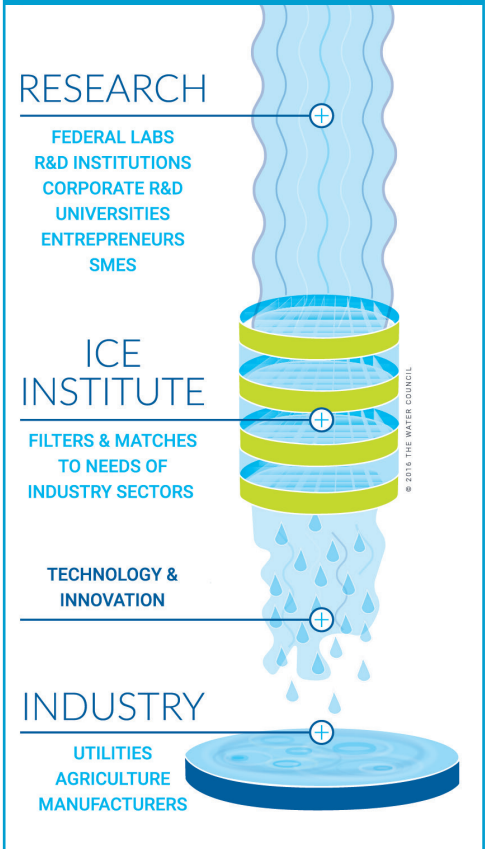 RESEARCH
FEDERAL LABS
R&D INSTITUTIONS
CORPORATE R&D
UNIVERSITIES
ENTREPRENEURS
SMES
ICE
INSTITUTE
FILTERS & MATCHES
TO NEEDS OF
INDUSTRY SECTORS
© 2016 THE WATER COUNCIL
TECHNOLOGY &
INNOVATION
INDUSTRY
UTILITIES
AGRICULTURE
MANUFACTURERS